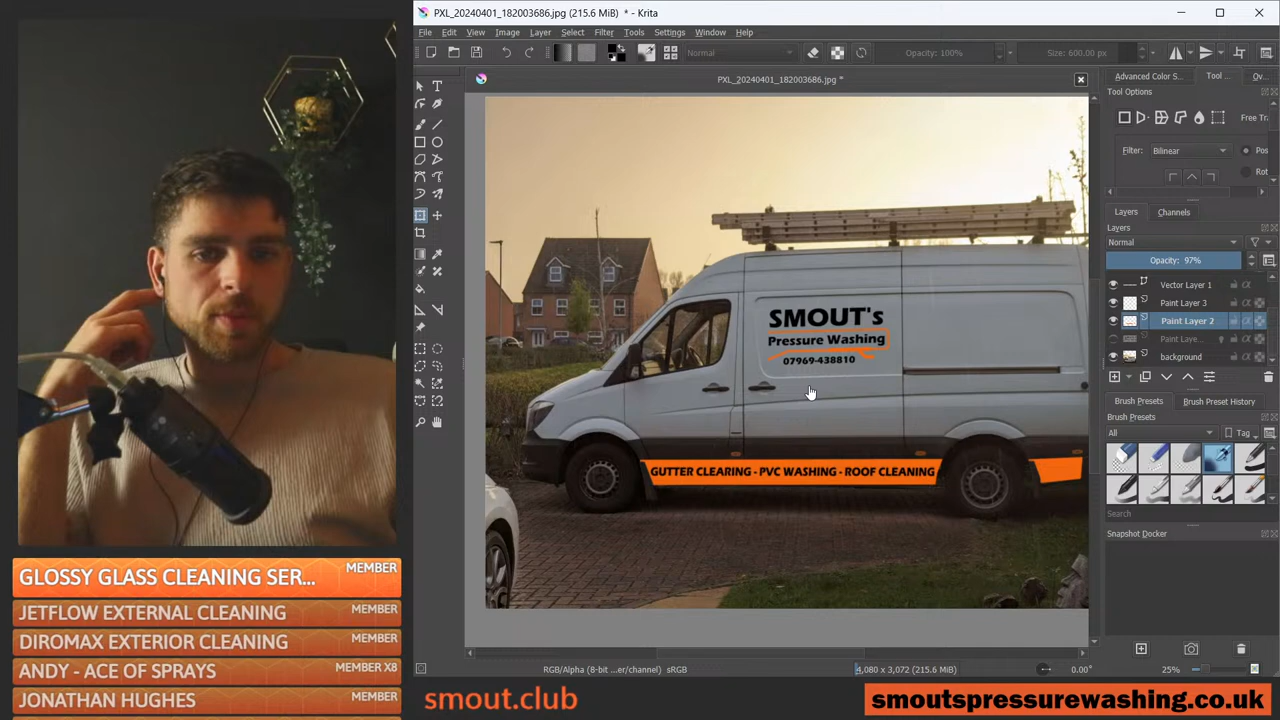 PXL_20240401_182003686.jpg (215.6 MiB) * - Krita
File Edit View Image Layer Select Filter Tools Settings Window Help
Normal
Opacity: 100%
Size: 600.00 px
PXL_20240401_182003686.jpg *
Advanced Color S... Tool ... Ov...
Tool Options
Free Tr
Filter: Bilinear
Pos
Rot
Layers Channels
Layers
Normal
Opacity: 97%
Vector Layer 1
Paint Layer 3
Paint Layer 2
Paint Laye...
background
Brush Presets Brush Preset History
Brush Presets
All
Tag
Search
Snapshot Docker
SMOUT's
Pressure Washing
07969-438810
GUTTER CLEARING - PVC WASHING - ROOF CLEANING
RGB/Alpha (8-bit ...er/channel) sRGB
4,080 x 3,072 (215.6 MiB)
0.00°
25%
GLOSSY GLASS CLEANING SER... MEMBER
JETFLOW EXTERNAL CLEANING MEMBER
DIROMAX EXTERIOR CLEANING MEMBER
ANDY - ACE OF SPRAYS MEMBER X8
JONATHAN HUGHES MEMBER
smout.club
smoutspressurewashing.co.uk